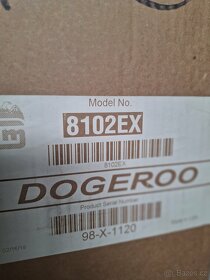 Model No.
8102EX
8102EX
DOGEROO
Product Serial Number
98-X-1120